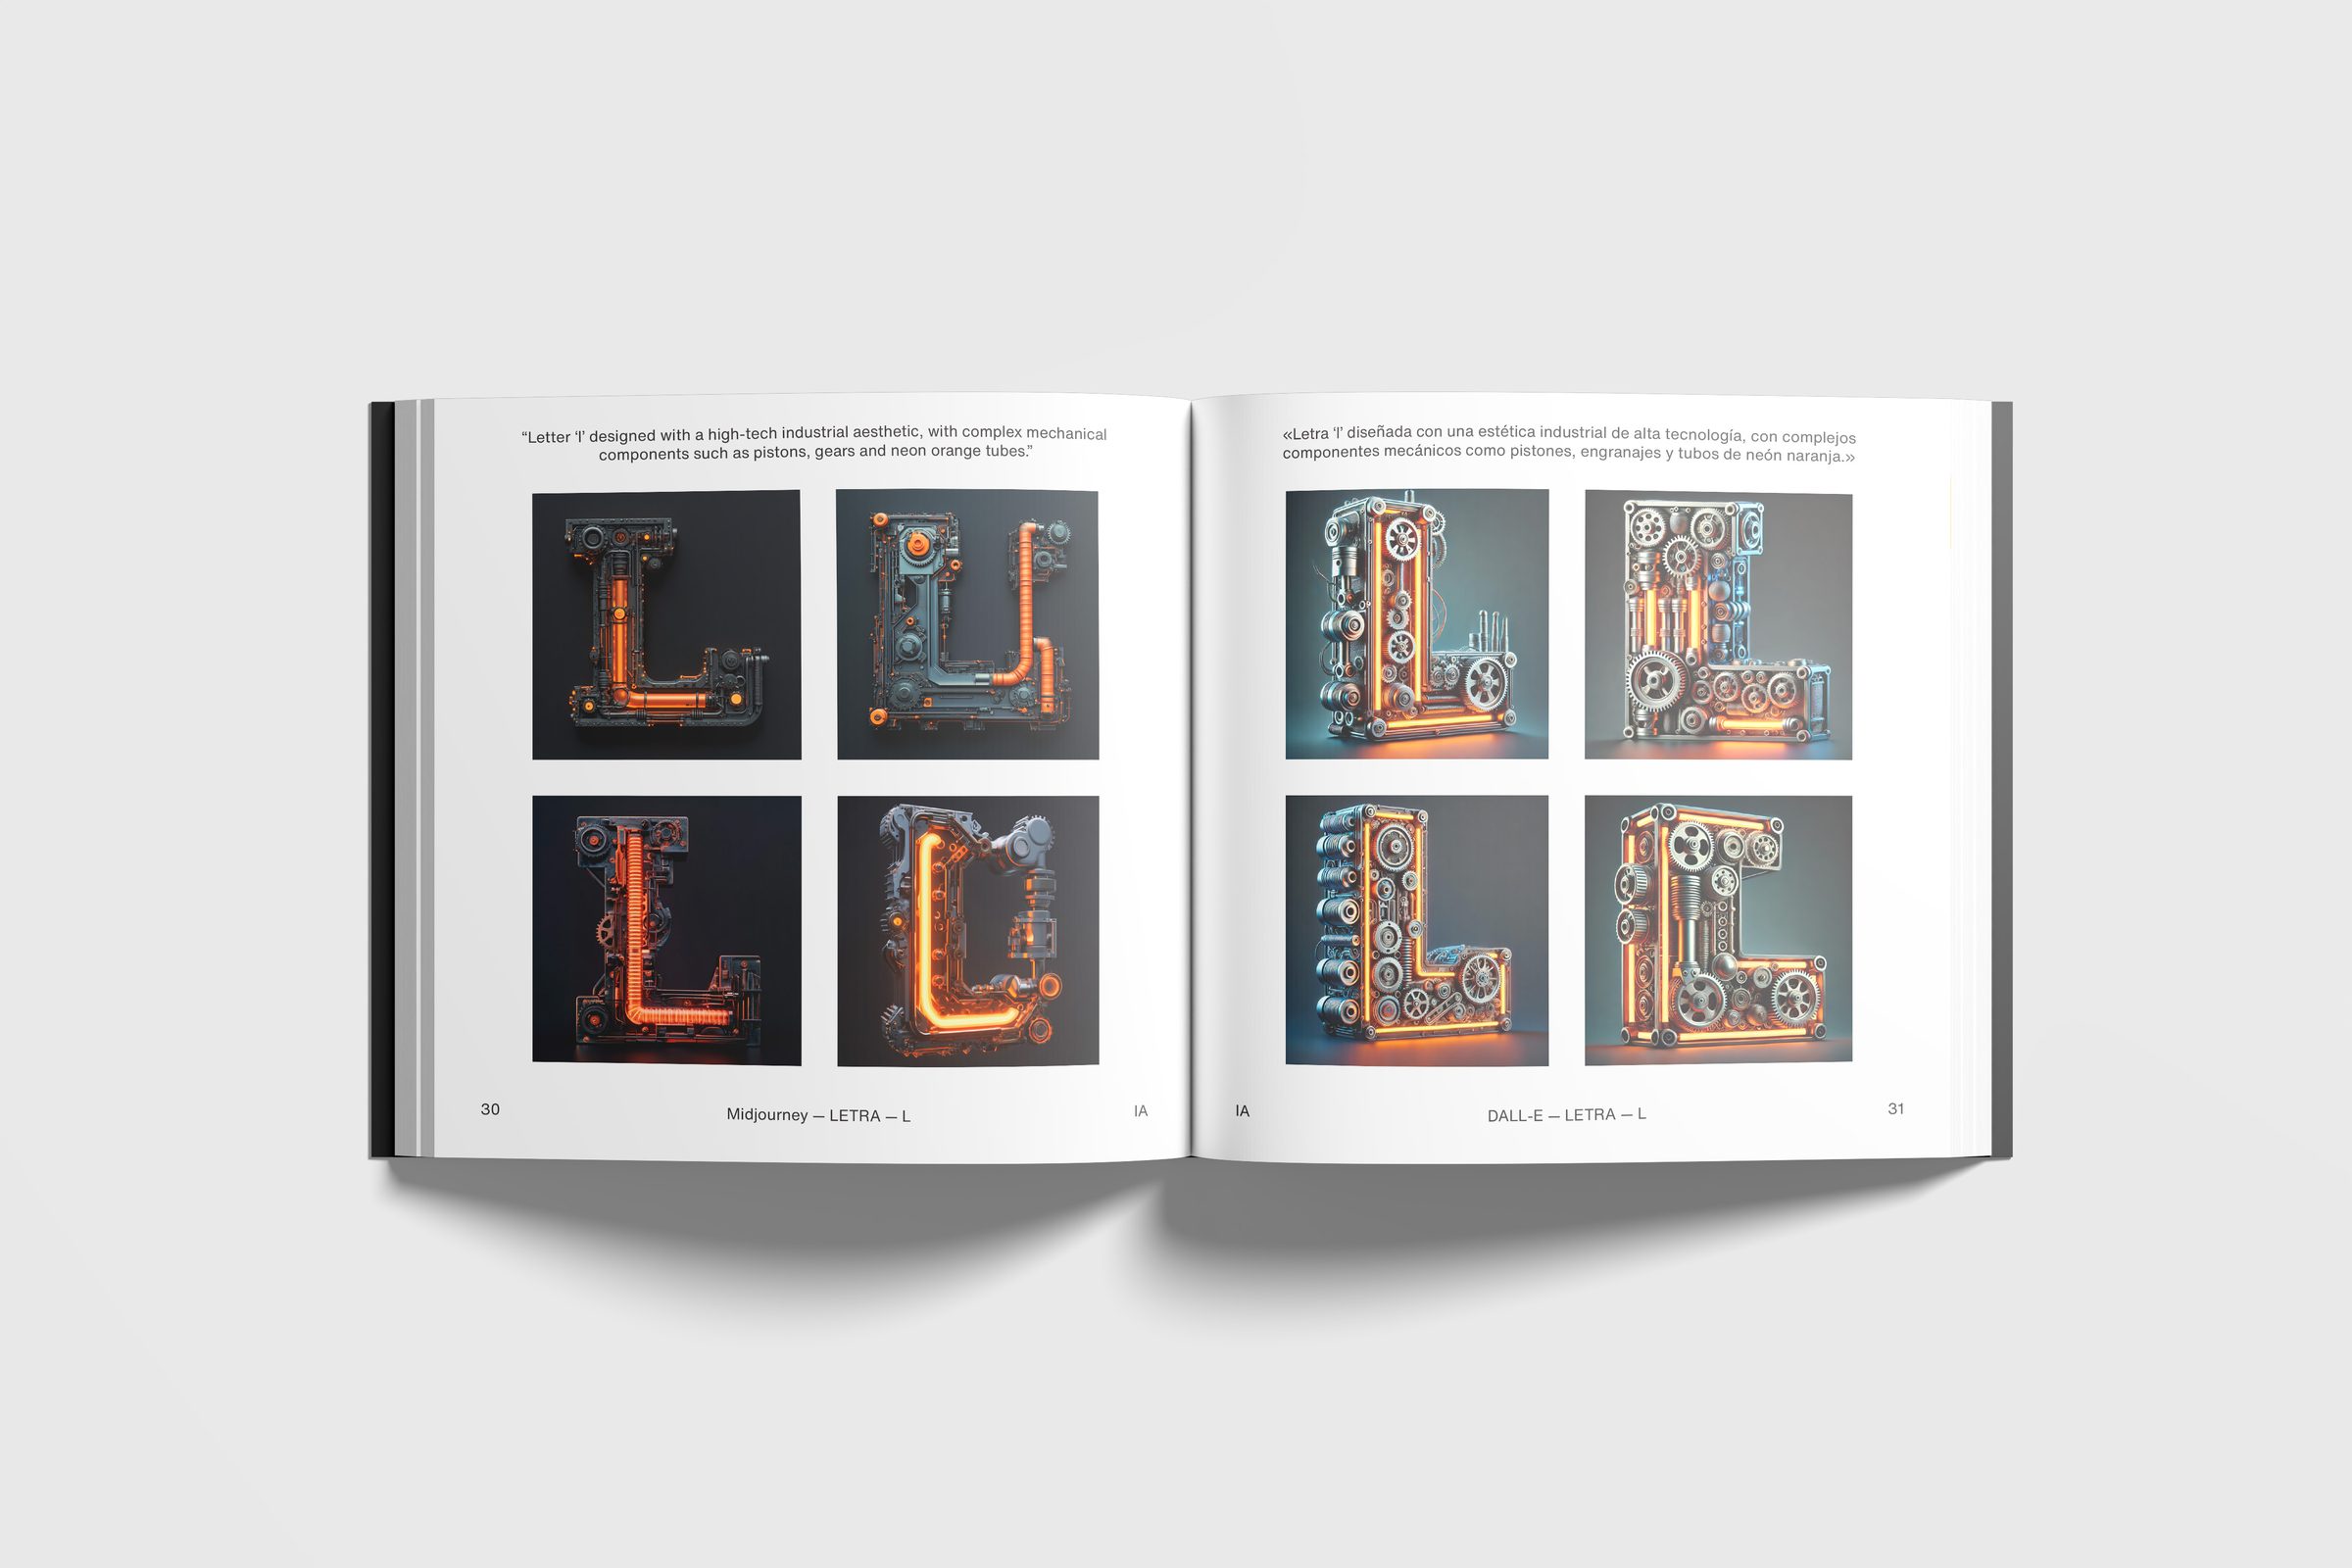 “Letter ‘l’ designed with a high-tech industrial aesthetic, with complex mechanical
components such as pistons, gears and neon orange tubes.”
30
Midjourney — LETRA — L
IA
«Letra ‘l’ diseñada con una estética industrial de alta tecnología, con complejos
componentes mecánicos como pistones, engranajes y tubos de neón naranja.»
IA
DALL-E — LETRA — L
31